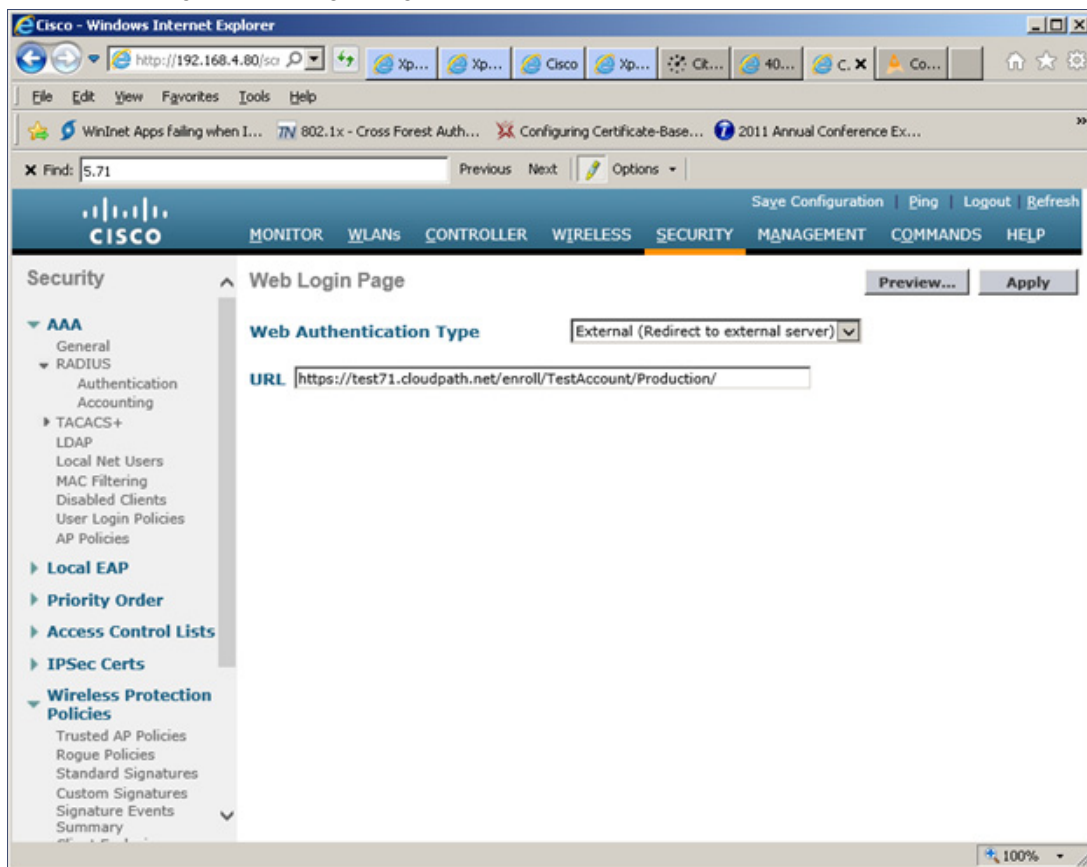 Cisco - Windows Internet Explorer
http://192.168.4.80/scr
Xp...
Xp...
Cisco
Xp...
Cit...
40...
C.
Co...
File Edit View Favorites Tools Help
WinInet Apps failing when I...
802.1x - Cross Forest Auth...
Configuring Certificate-Base...
2011 Annual Conference Ex...
Find: 5.71
Previous Next Options
Save Configuration | Ping | Logout | Refresh
CISCO
MONITOR WLANs CONTROLLER WIRELESS SECURITY MANAGEMENT COMMANDS HELP
Security
AAA
General
RADIUS
Authentication
Accounting
TACACS+
LDAP
Local Net Users
MAC Filtering
Disabled Clients
User Login Policies
AP Policies
Local EAP
Priority Order
Access Control Lists
IPSec Certs
Wireless Protection
Policies
Trusted AP Policies
Rogue Policies
Standard Signatures
Custom Signatures
Signature Events
Summary
Web Login Page
Preview...
Apply
Web Authentication Type
External (Redirect to external server)
URL https://test71.cloudpath.net/enroll/TestAccount/Production/
100%